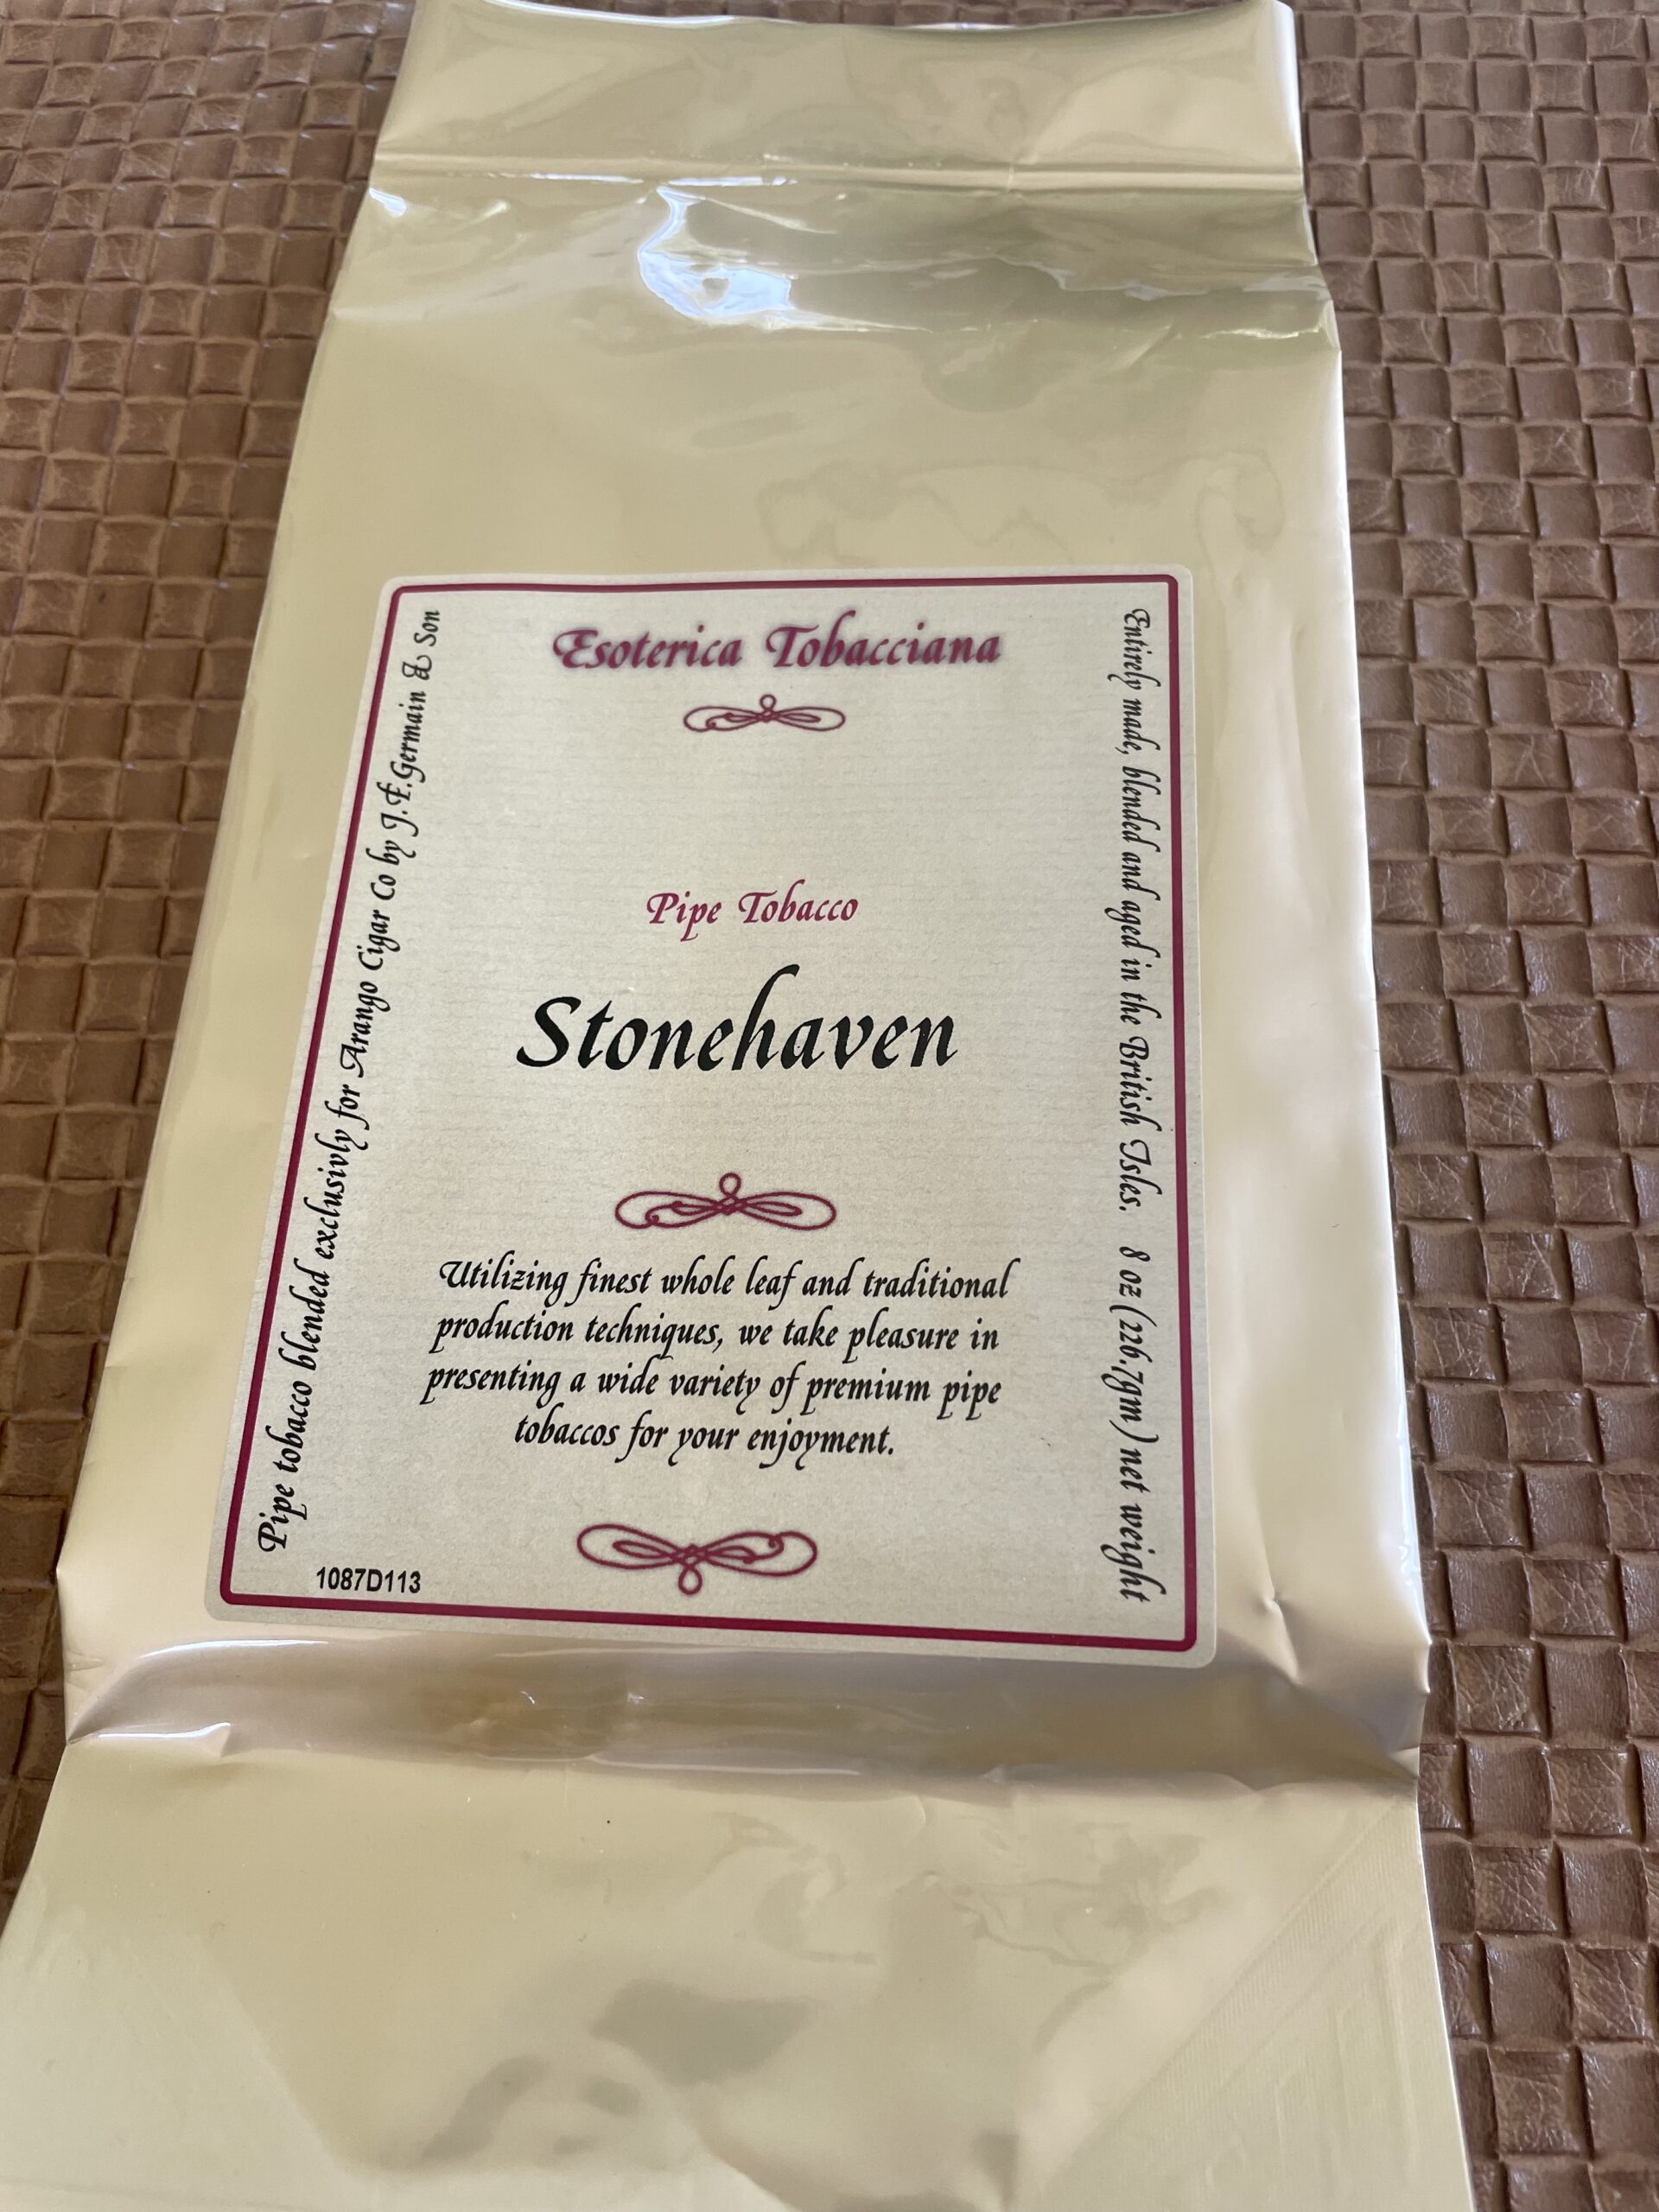 Esoterica Tobacciana
Pipe Tobacco
Stonehaven
Utilizing finest whole leaf and traditional
production techniques, we take pleasure in
presenting a wide variety of premium pipe
tobaccos for your enjoyment.
Pipe tobacco blended exclusivly for Arango Cigar Co by J.F.Germain & Son
Entirely made, blended and aged in the British Isles. 8 oz (226.7gm) net weight
1087D113